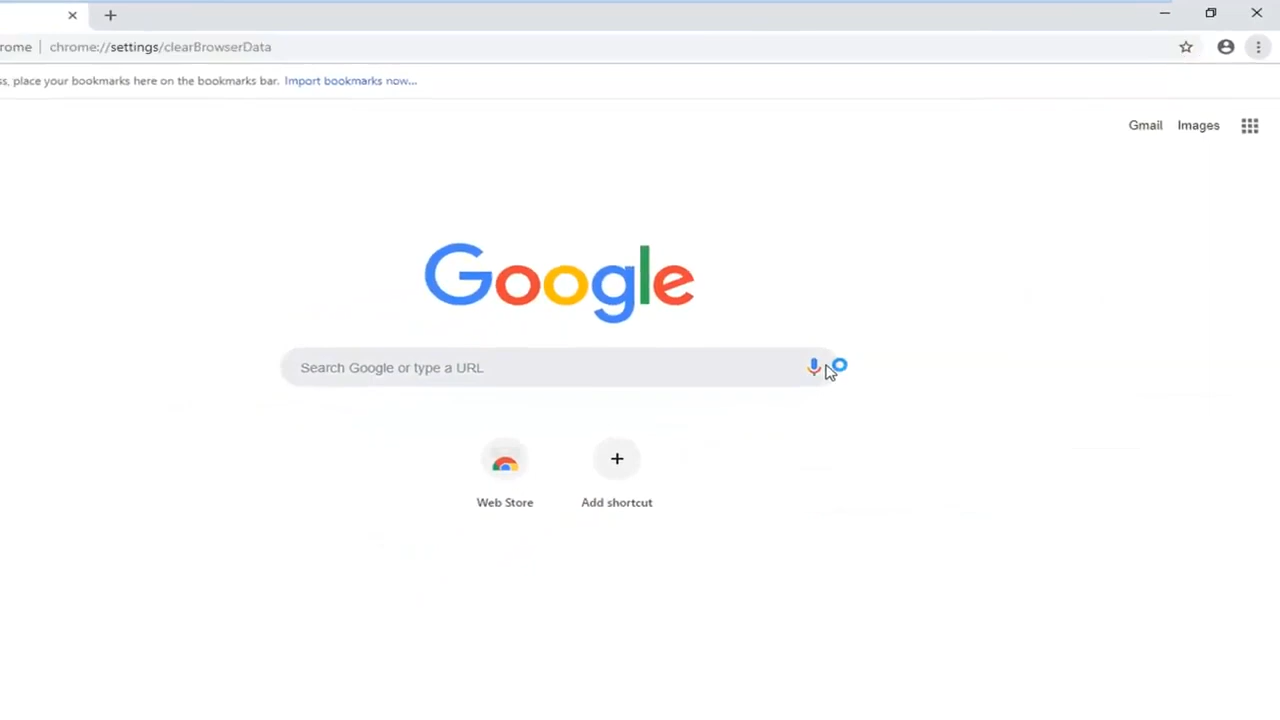 rome | chrome://settings/clearBrowserData
ss, place your bookmarks here on the bookmarks bar. Import bookmarks now...
Gmail Images
Google
Search Google or type a URL
Web Store Add shortcut